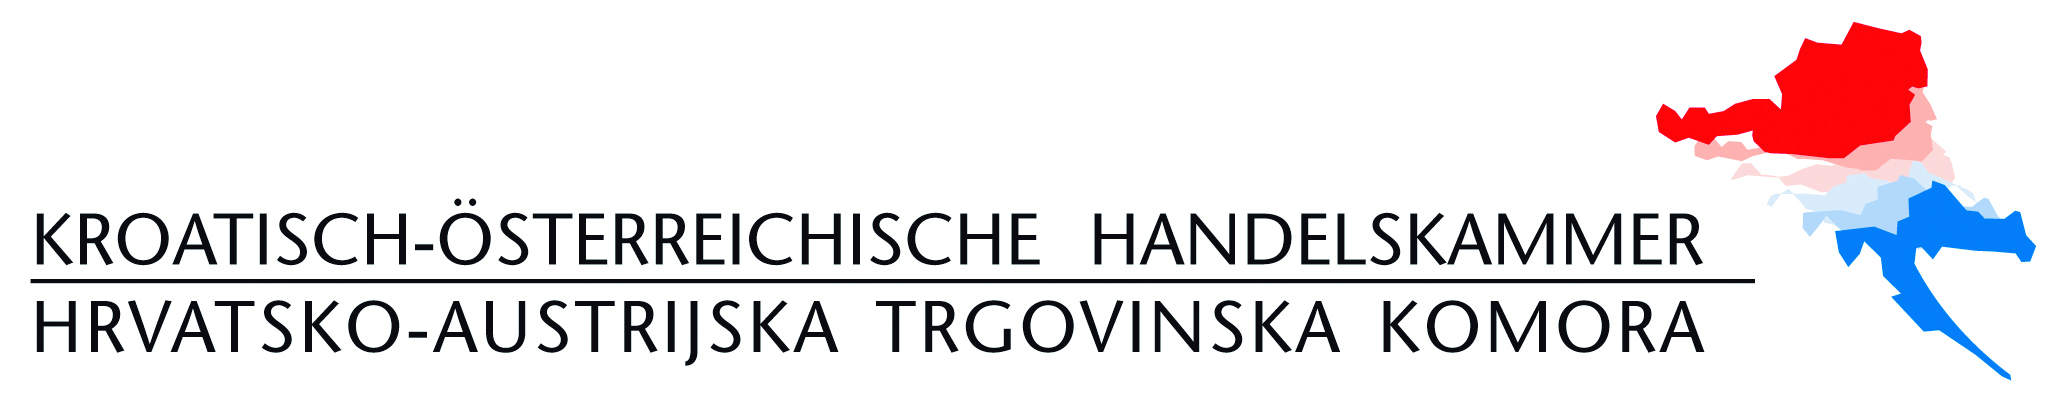 KROATISCH-ÖSTERREICHISCHE HANDELSKAMMER
HRVATSKO-AUSTRIJSKA TRGOVINSKA KOMORA